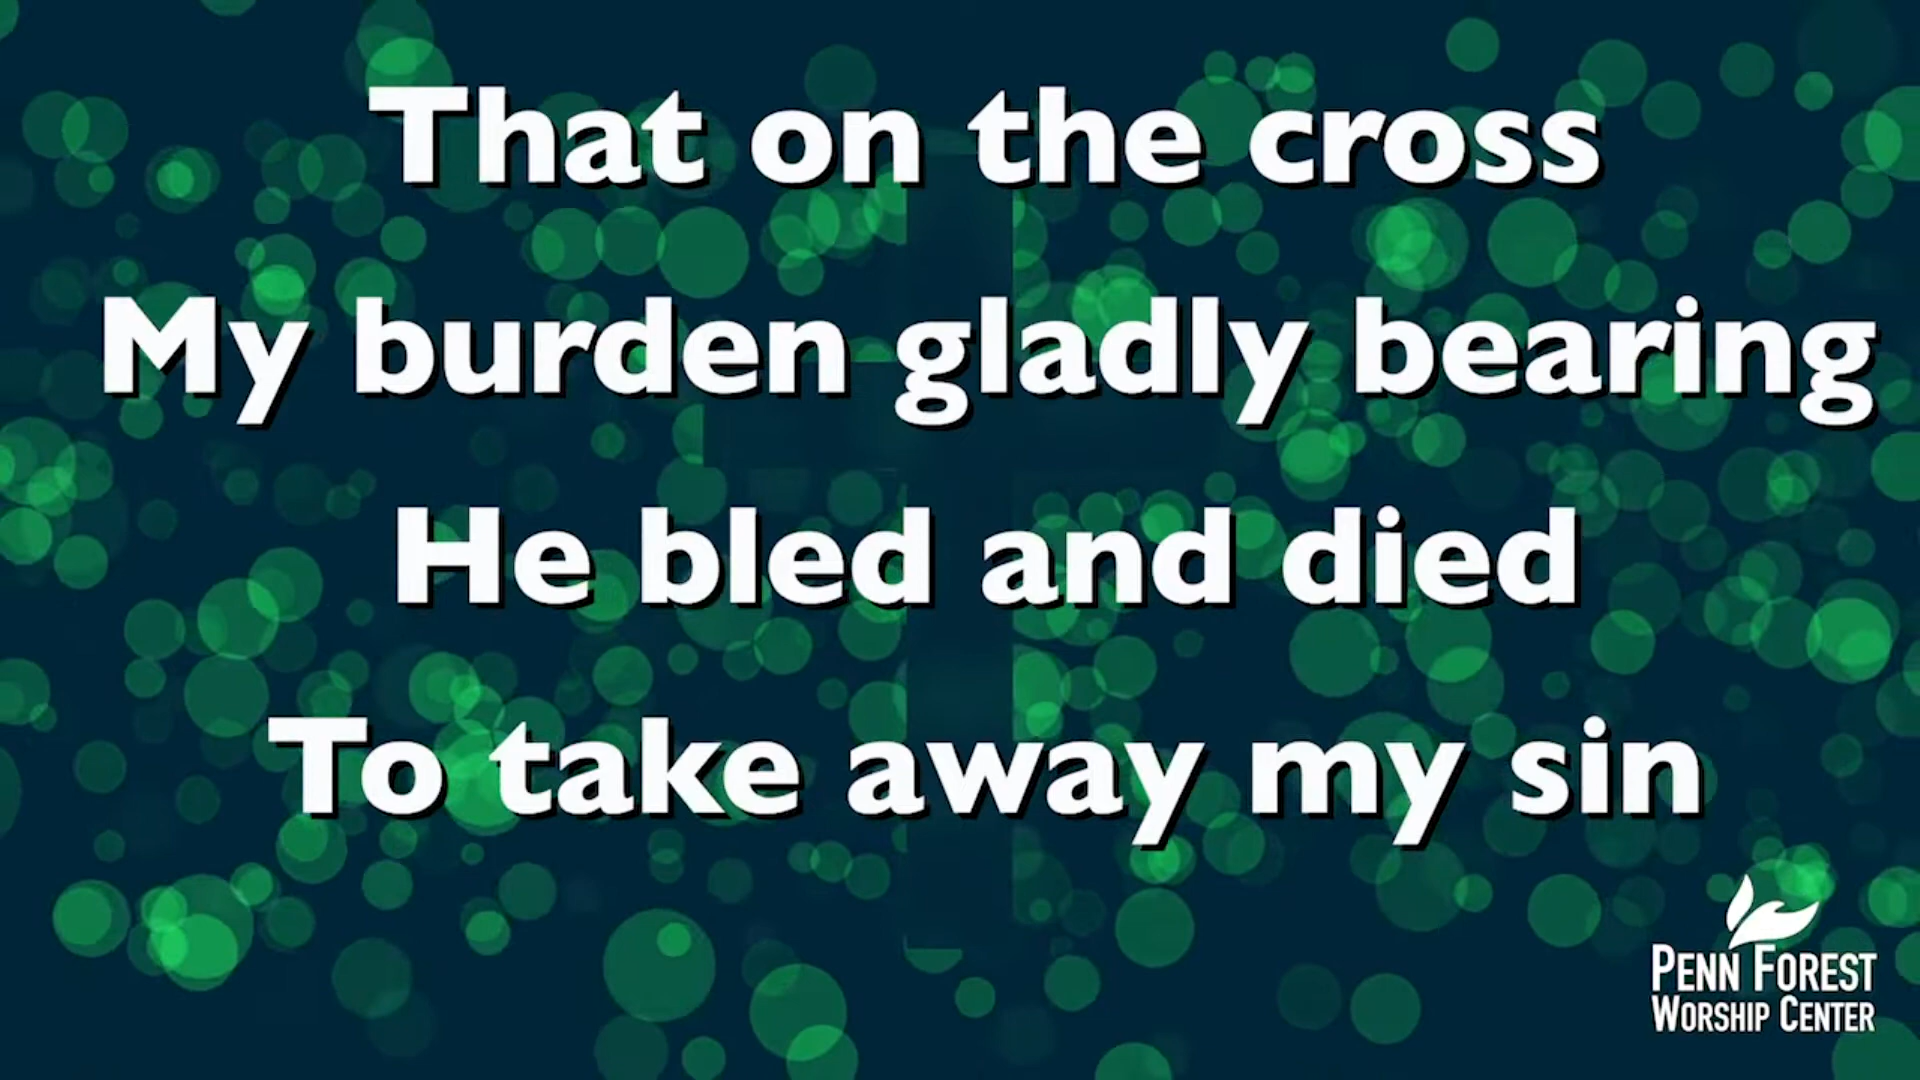 That on the cross
My burden gladly bearing
He bled and died
To take away my sin
PENN FOREST
WORSHIP CENTER